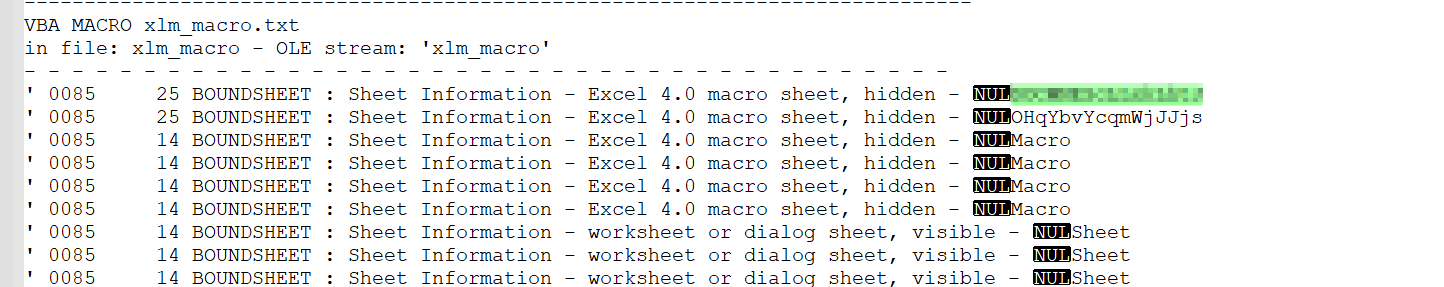 --------------------------------------------------------------------------------
VBA MACRO xlm_macro.txt
in file: xlm_macro - OLE stream: 'xlm_macro'
- - - - - - - - - - - - - - - - - - - - - - - - - - - - - - - - - - - - - - -
' 0085     25 BOUNDSHEET : Sheet Information - Excel 4.0 macro sheet, hidden - NUL
' 0085     25 BOUNDSHEET : Sheet Information - Excel 4.0 macro sheet, hidden - NULOHqYbvYcqmWjJJjs
' 0085     14 BOUNDSHEET : Sheet Information - Excel 4.0 macro sheet, hidden - NULMacro
' 0085     14 BOUNDSHEET : Sheet Information - Excel 4.0 macro sheet, hidden - NULMacro
' 0085     14 BOUNDSHEET : Sheet Information - Excel 4.0 macro sheet, hidden - NULMacro
' 0085     14 BOUNDSHEET : Sheet Information - Excel 4.0 macro sheet, hidden - NULMacro
' 0085     14 BOUNDSHEET : Sheet Information - worksheet or dialog sheet, visible - NULSheet
' 0085     14 BOUNDSHEET : Sheet Information - worksheet or dialog sheet, visible - NULSheet
' 0085     14 BOUNDSHEET : Sheet Information - worksheet or dialog sheet, visible - NULSheet